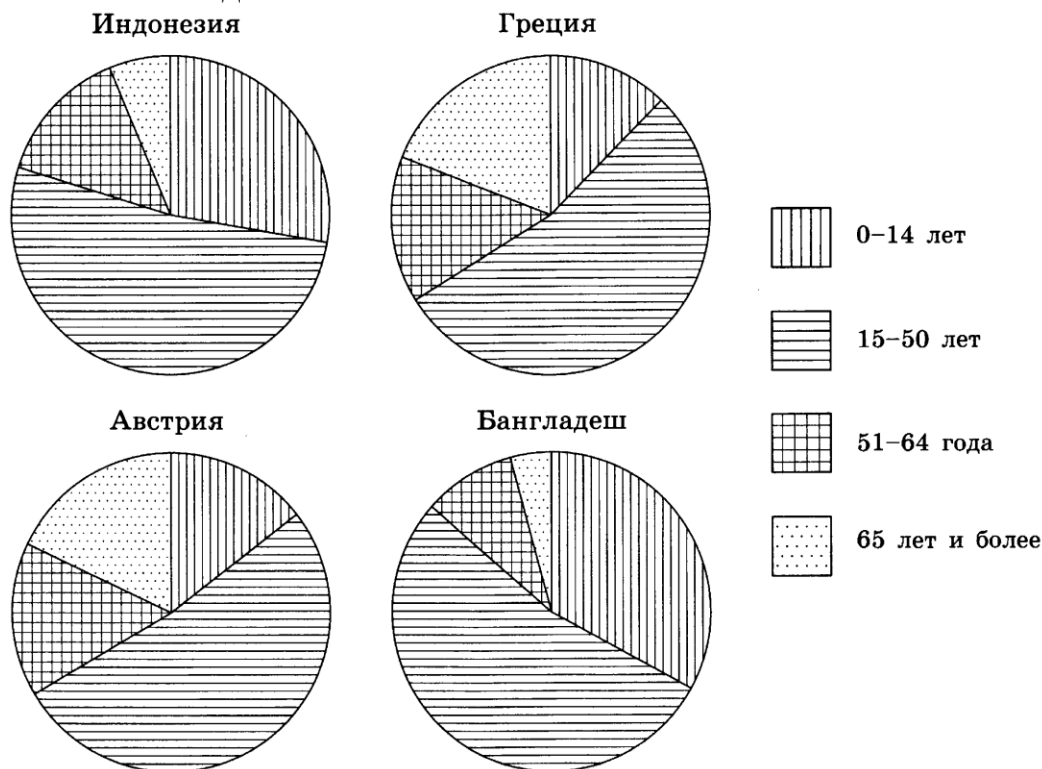 Индонезия
Греция
Австрия
Бангладеш
0–14 лет
15–50 лет
51–64 года
65 лет и более